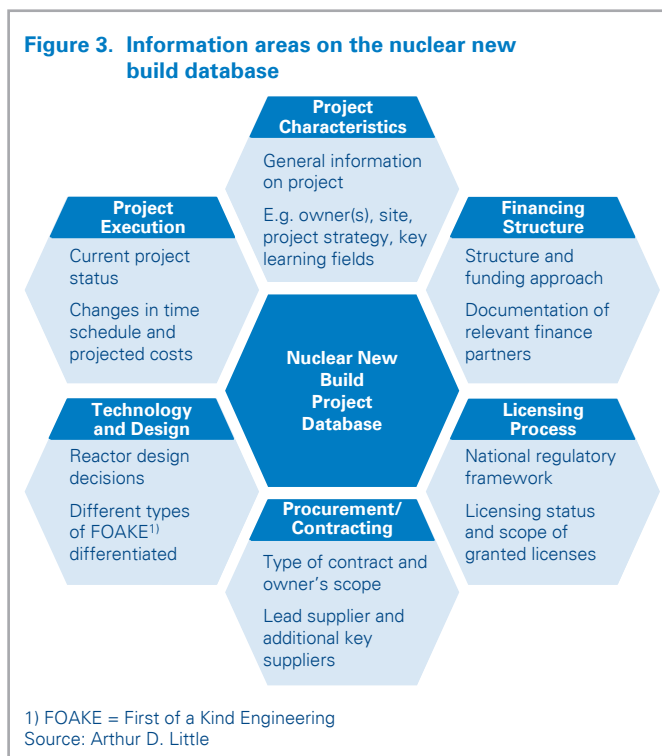 Figure 3. Information areas on the nuclear new
build database
Project
Characteristics
General information
on project
E.g. owner(s), site,
project strategy, key
learning fields
Financing
Structure
Structure and
funding approach
Documentation of
relevant finance
partners
Licensing
Process
National regulatory
framework
Licensing status
and scope of
granted licenses
Procurement/
Contracting
Type of contract and
owner's scope
Lead supplier and
additional key
suppliers
Technology
and Design
Reactor design
decisions
Different types
of FOAKE1)
differentiated
Project
Execution
Current project
status
Changes in time
schedule and
projected costs
Nuclear New
Build
Project
Database
1) FOAKE = First of a Kind Engineering
Source: Arthur D. Little